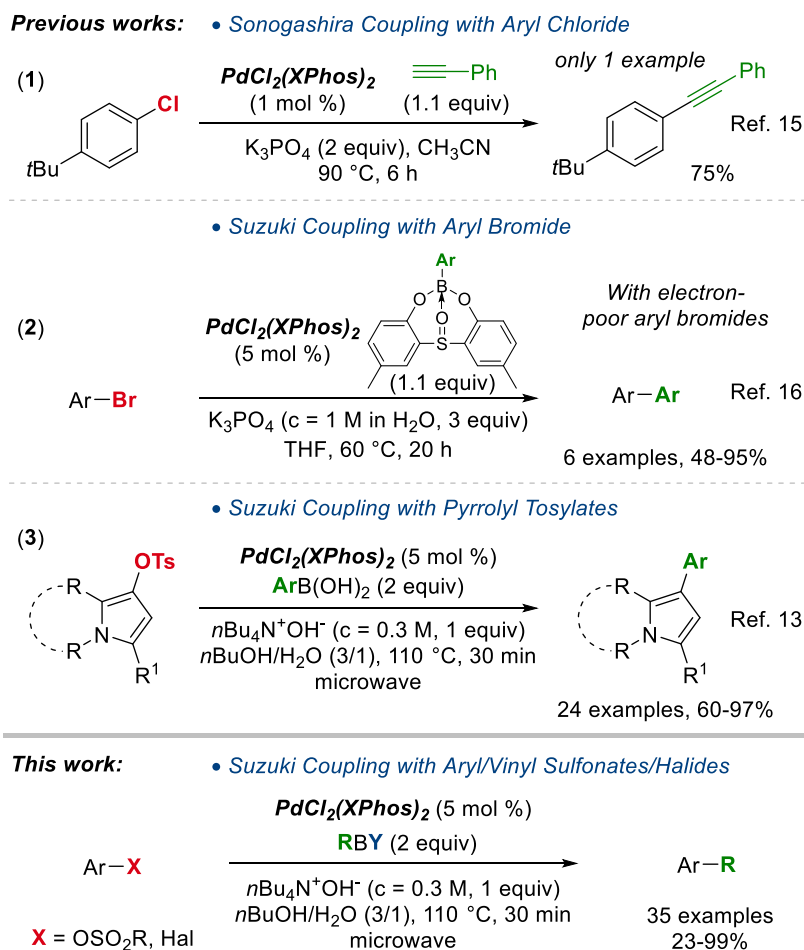 Previous works: • Sonogashira Coupling with Aryl Chloride
(1)
Cl
tBu
PdCl2(XPhos)2
(1 mol %)
Ph
(1.1 equiv)
K3PO4 (2 equiv), CH3CN
90 °C, 6 h
only 1 example
Ph
tBu
75%
Ref. 15
• Suzuki Coupling with Aryl Bromide
(2)
Ar–Br
PdCl2(XPhos)2
(5 mol %)
Ar
B
O O
O
S
(1.1 equiv)
K3PO4 (c = 1 M in H2O, 3 equiv)
THF, 60 °C, 20 h
With electron-
poor aryl bromides
Ar–Ar
Ref. 16
6 examples, 48-95%
• Suzuki Coupling with Pyrrolyl Tosylates
(3)
OTs
R
N
R
R1
PdCl2(XPhos)2 (5 mol %)
ArB(OH)2 (2 equiv)
nBu4N+OH- (c = 0.3 M, 1 equiv)
nBuOH/H2O (3/1), 110 °C, 30 min
microwave
Ar
R
N
R
R1
Ref. 13
24 examples, 60-97%
This work: • Suzuki Coupling with Aryl/Vinyl Sulfonates/Halides
Ar–X
X = OSO2R, Hal
PdCl2(XPhos)2 (5 mol %)
RBY (2 equiv)
nBu4N+OH- (c = 0.3 M, 1 equiv)
nBuOH/H2O (3/1), 110 °C, 30 min
microwave
Ar–R
35 examples
23-99%